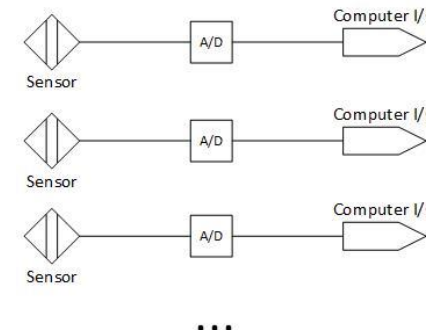 Computer I/
A/D
Sensor
Computer I/
A/D
Sensor
Computer I/
A/D
Sensor
...